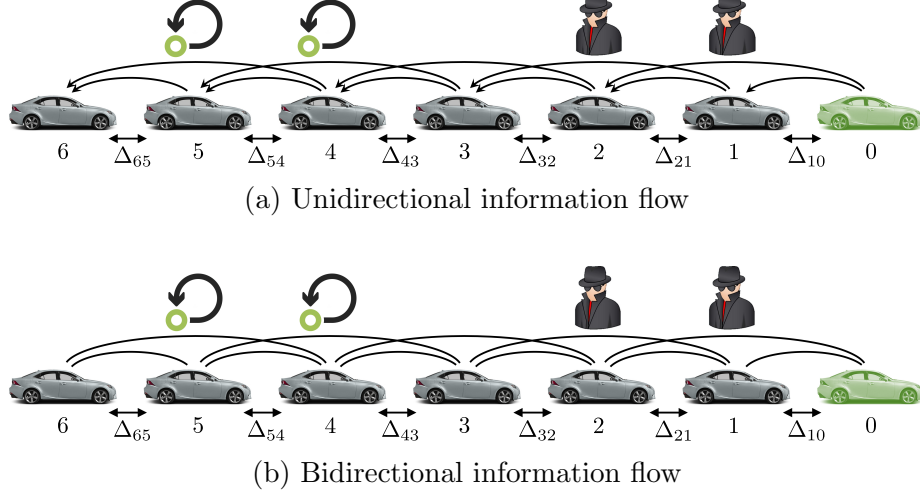 6 5 4 3 2 1 0
Δ65 Δ54 Δ43 Δ32 Δ21 Δ10
(a) Unidirectional information flow
6 5 4 3 2 1 0
Δ65 Δ54 Δ43 Δ32 Δ21 Δ10
(b) Bidirectional information flow